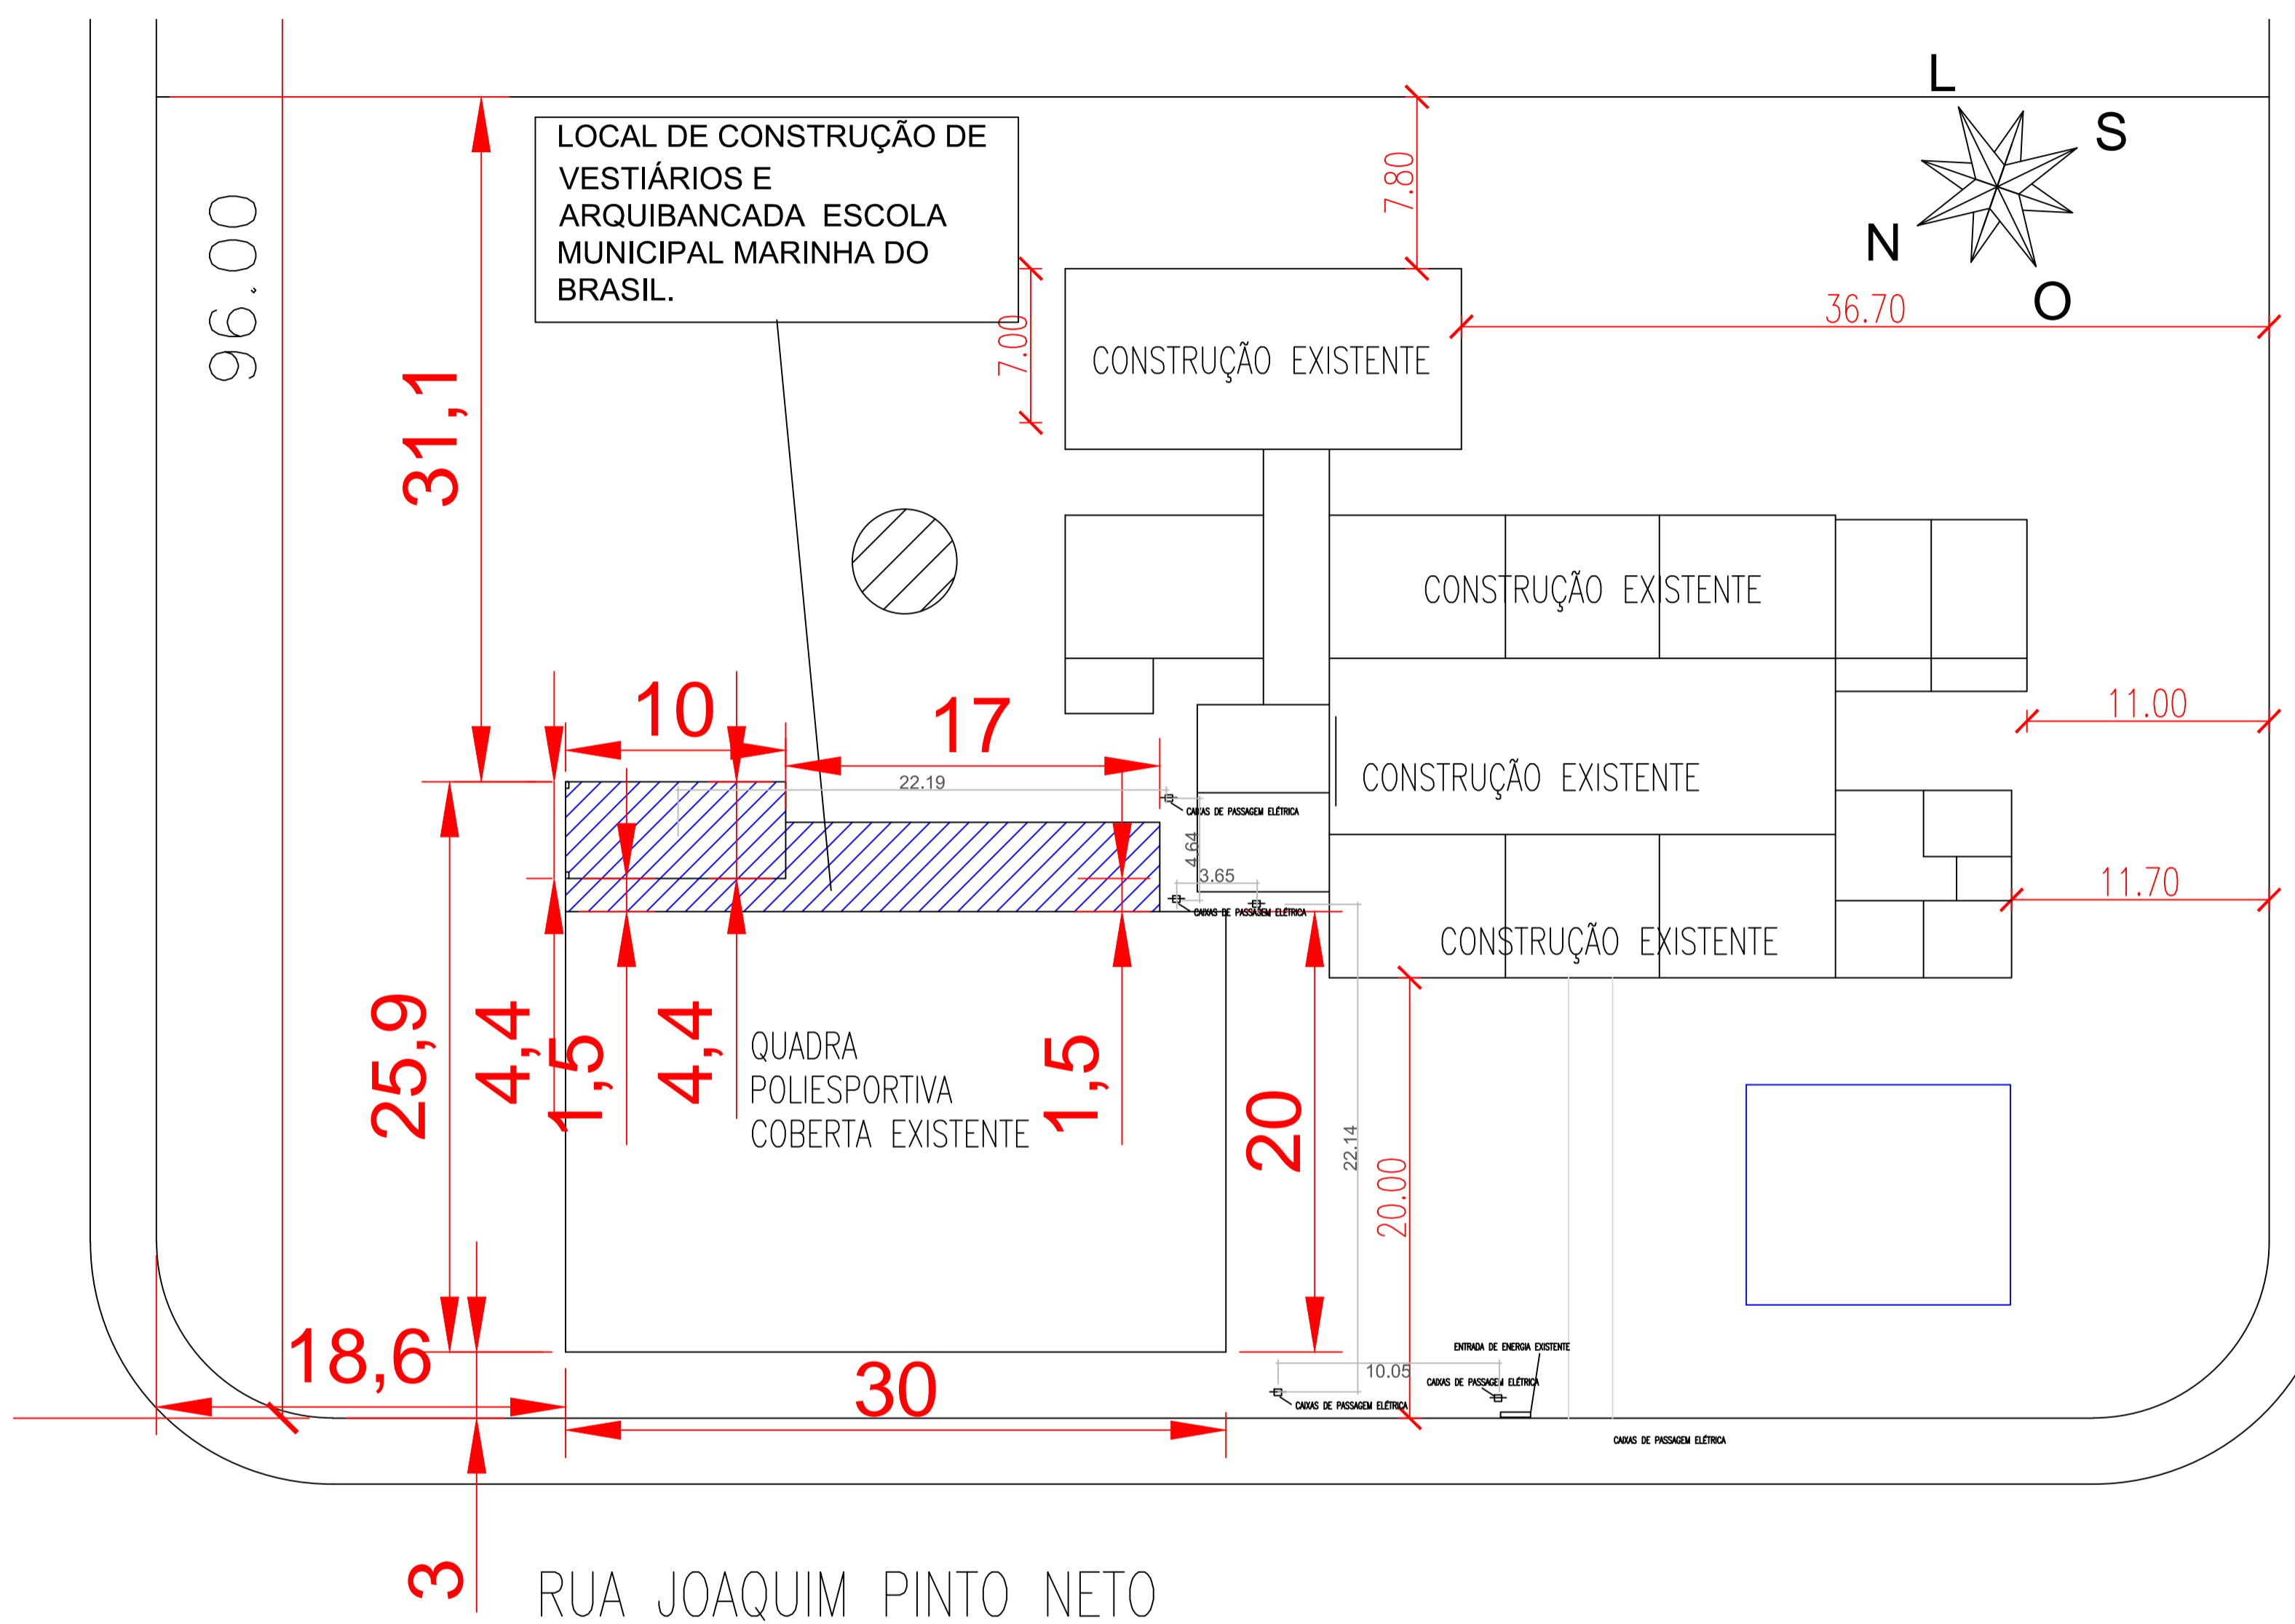 L
S
N
O
LOCAL DE CONSTRUÇÃO DE
VESTIÁRIOS E
ARQUIBANCADA ESCOLA
MUNICIPAL MARINHA DO
BRASIL.
96.00
31,1
7.80
7.00
36.70
CONSTRUÇÃO EXISTENTE
CONSTRUÇÃO EXISTENTE
10
17
11.00
22.19
CONSTRUÇÃO EXISTENTE
CAIXAS DE PASSAGEM ELÉTRICA
4.64
3.65
11.70
CAIXAS DE PASSAGEM ELÉTRICA
CONSTRUÇÃO EXISTENTE
25,9
4,4
1,5
4,4
QUADRA
POLIESPORTIVA
COBERTA EXISTENTE
1,5
20
22.14
20.00
18,6
30
ENTRADA DE ENERGIA EXISTENTE
10.05
CAIXAS DE PASSAGEM ELÉTRICA
CAIXAS DE PASSAGEM ELÉTRICA
CAIXAS DE PASSAGEM ELÉTRICA
3
RUA JOAQUIM PINTO NETO